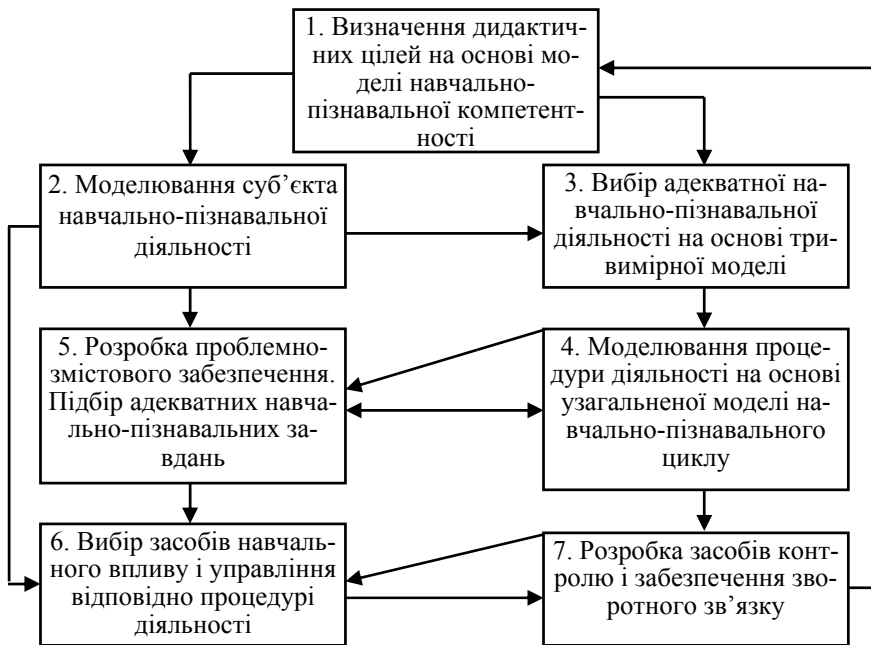 1. Визначення дидактич-
них цілей на основі мо-
делі навчально-
пізнавальної компетент-
ності
2. Моделювання суб’єкта
навчально-пізнавальної
діяльності
3. Вибір адекватної на-
вчально-пізнавальної
діяльності на основі три-
вимірної моделі
5. Розробка проблемно-
змістового забезпечення.
Підбір адекватних навча-
льно-пізнавальних за-
вдань
4. Моделювання проце-
дури діяльності на основі
узагальненої моделі на-
вчально-пізнавального
циклу
6. Вибір засобів навчаль-
ного впливу і управління
відповідно процедурі
діяльності
7. Розробка засобів конт-
ролю і забезпечення зво-
ротного зв’язку